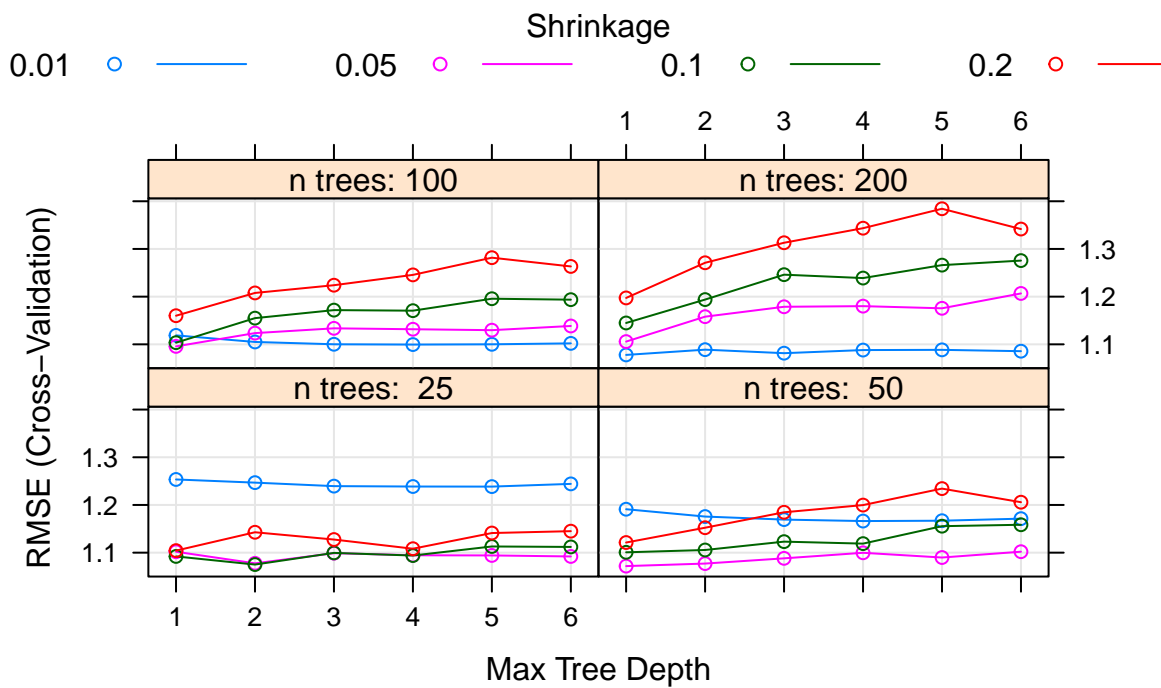 Shrinkage
0.01 0.05 0.1 0.2
1 2 3 4 5 6
n trees: 100 n trees: 200
1.3
1.2
1.1
n trees: 25 n trees: 50
1.3
1.2
1.1
1 2 3 4 5 6
RMSE (Cross−Validation)
Max Tree Depth